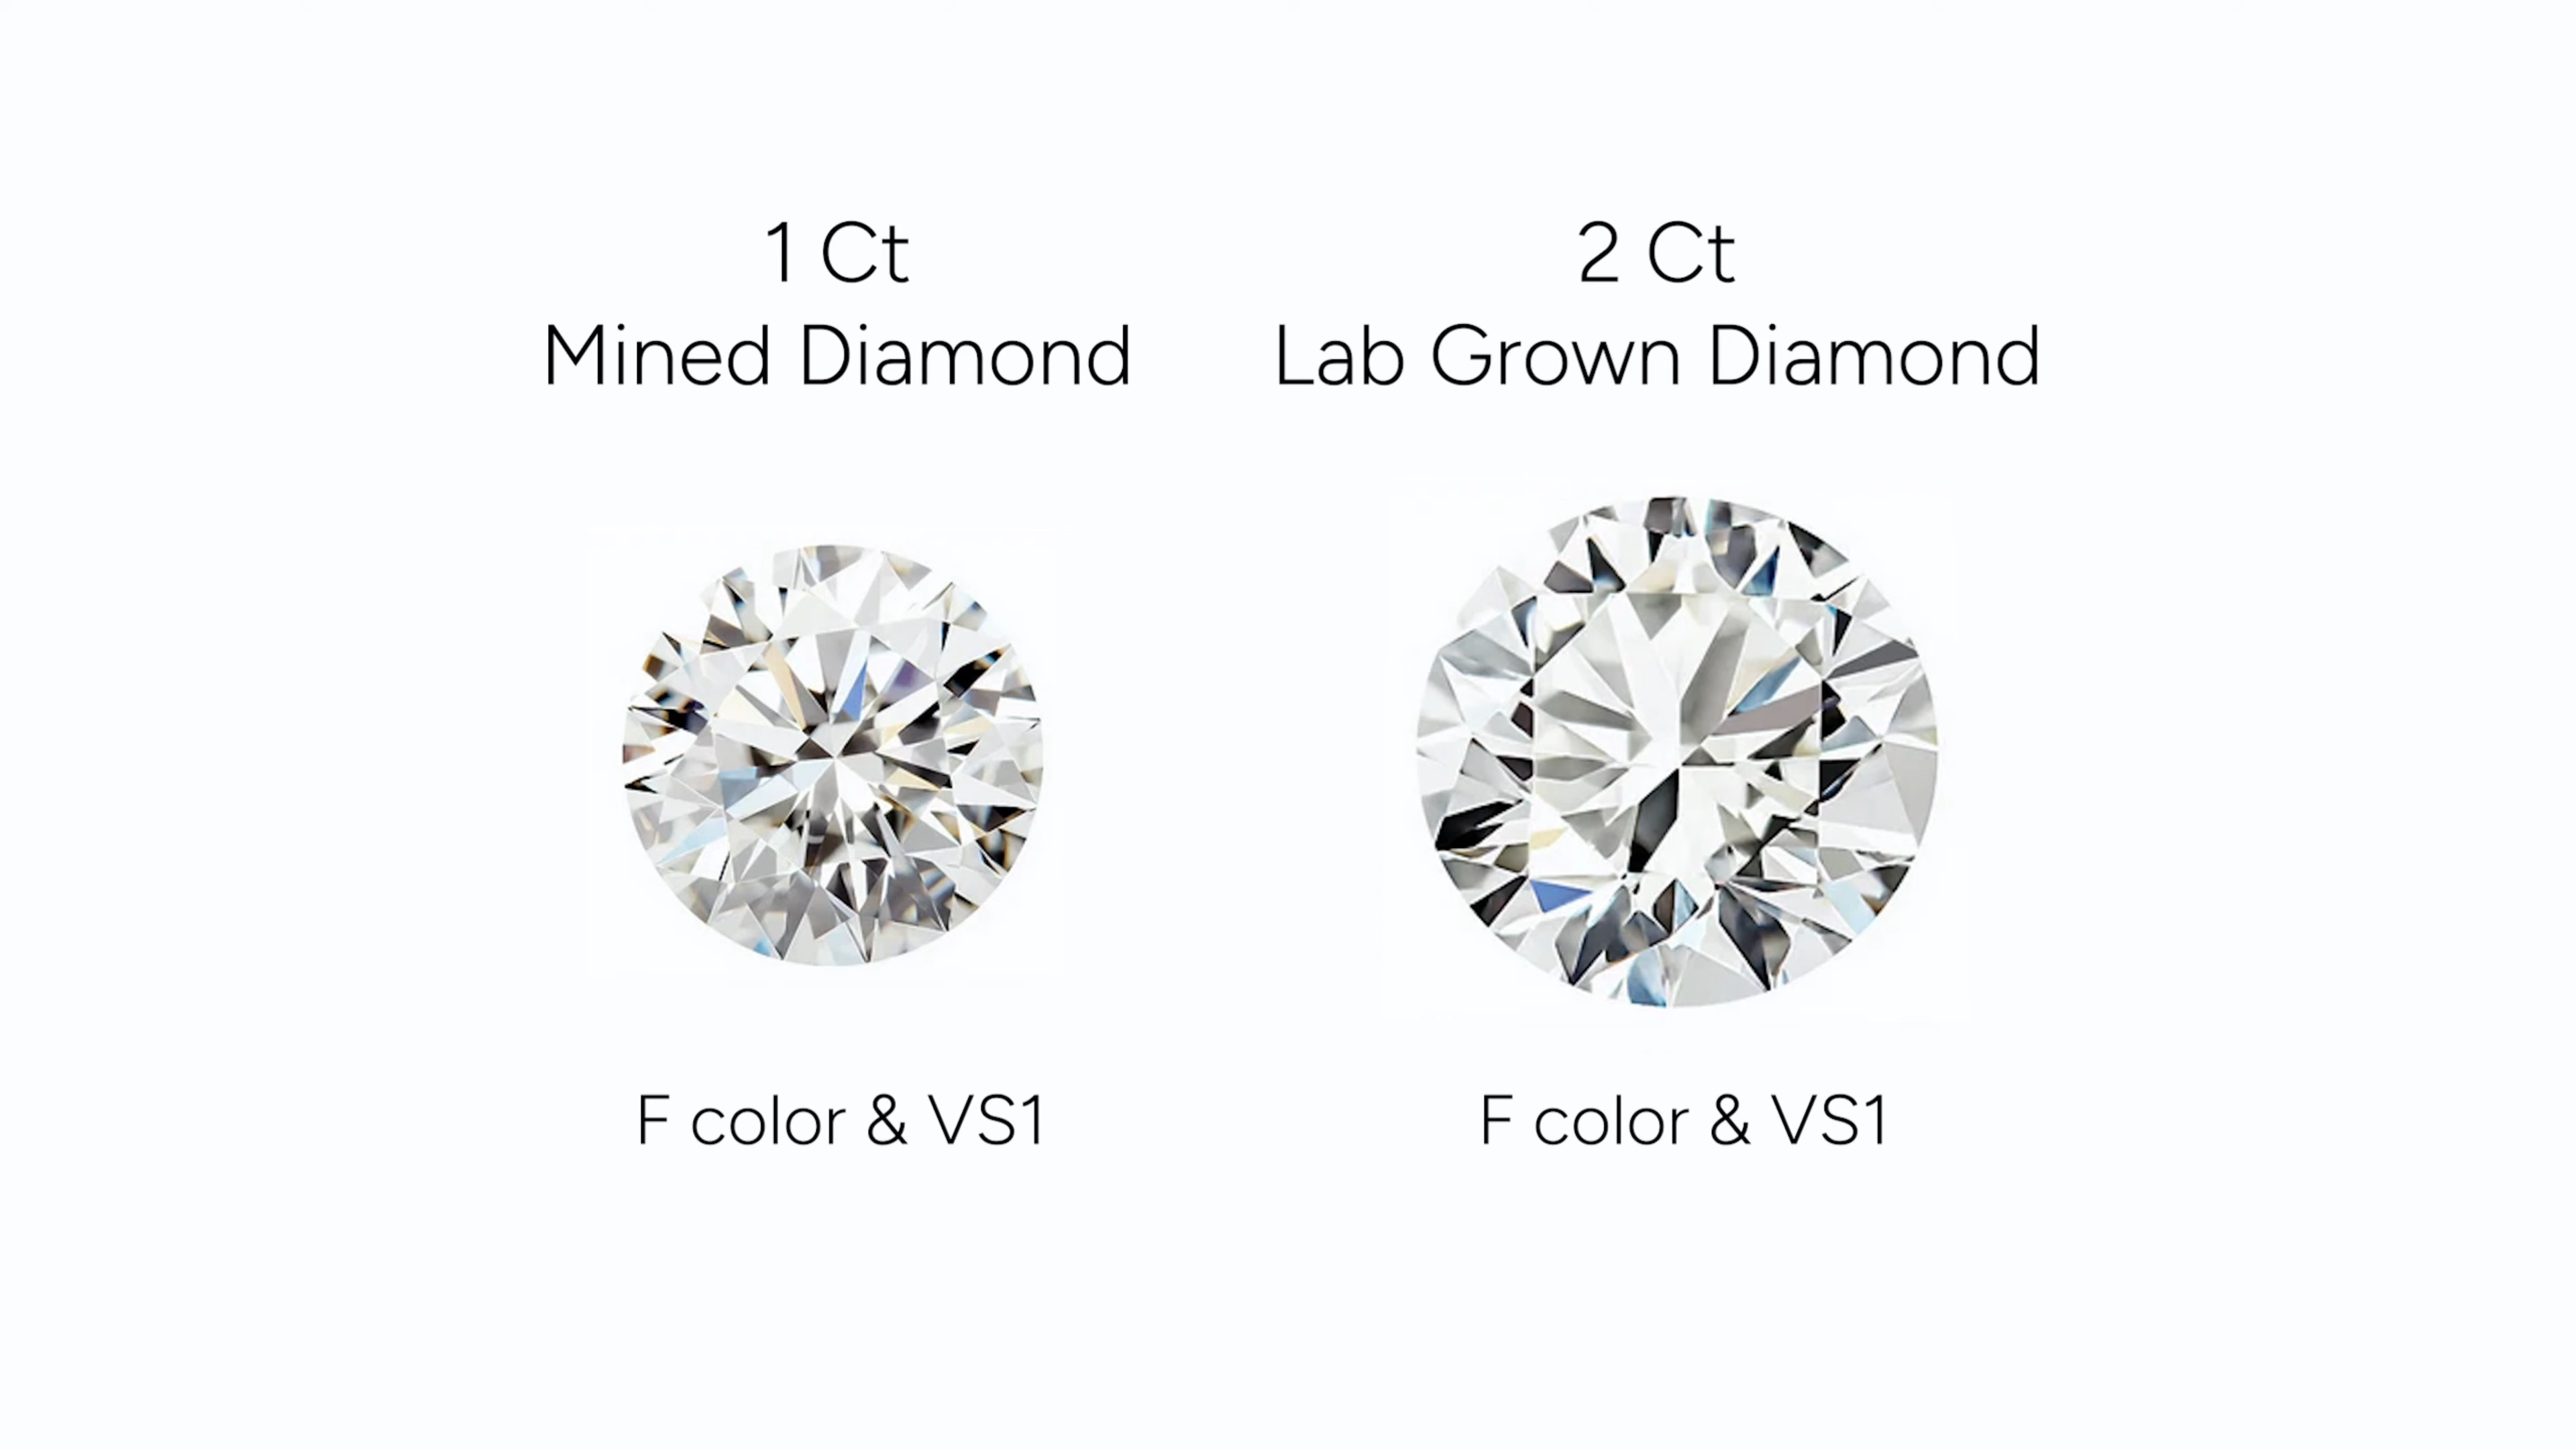 1 Ct
Mined Diamond
2 Ct
Lab Grown Diamond
F color & VS1
F color & VS1